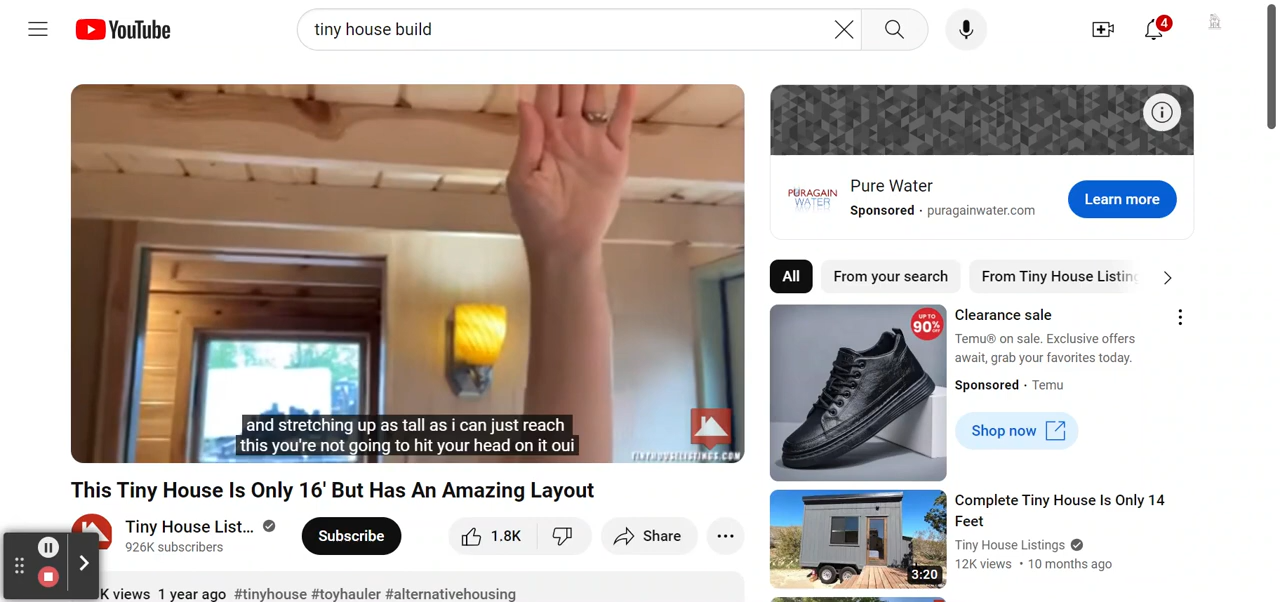 YouTube
tiny house build
4
and stretching up as tall as i can just reach
this you're not going to hit your head on it oui
TINYHOUSELISTINGS.COM
This Tiny House Is Only 16' But Has An Amazing Layout
Tiny House List...
926K subscribers
Subscribe
1.8K
Share
K views 1 year ago #tinyhouse #toyhauler #alternativehousing
PURAGAIN
WATER
Pure Water
Sponsored · puragainwater.com
Learn more
All
From your search
From Tiny House Listing
UP TO
90%
OFF
Clearance sale
Temu® on sale. Exclusive offers
await, grab your favorites today.
Sponsored · Temu
Shop now
3:20
Complete Tiny House Is Only 14
Feet
Tiny House Listings
12K views · 10 months ago